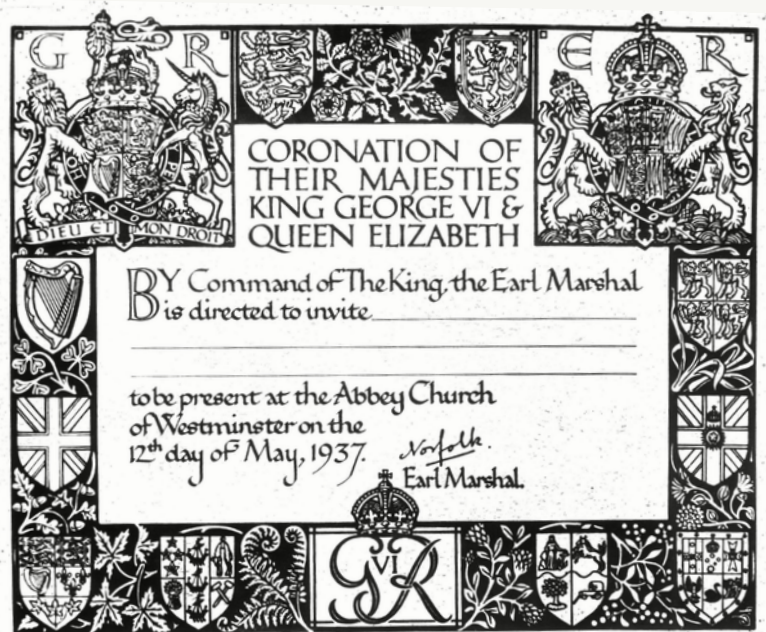 G R
E R
DIEU ET MON DROIT
CORONATION OF
THEIR MAJESTIES
KING GEORGE VI &
QUEEN ELIZABETH
BY Command of The King, the Earl Marshal
is directed to invite
to be present at the Abbey Church
of Westminster on the
12th day of May, 1937.
Norfolk.
Earl Marshal.
GVIR